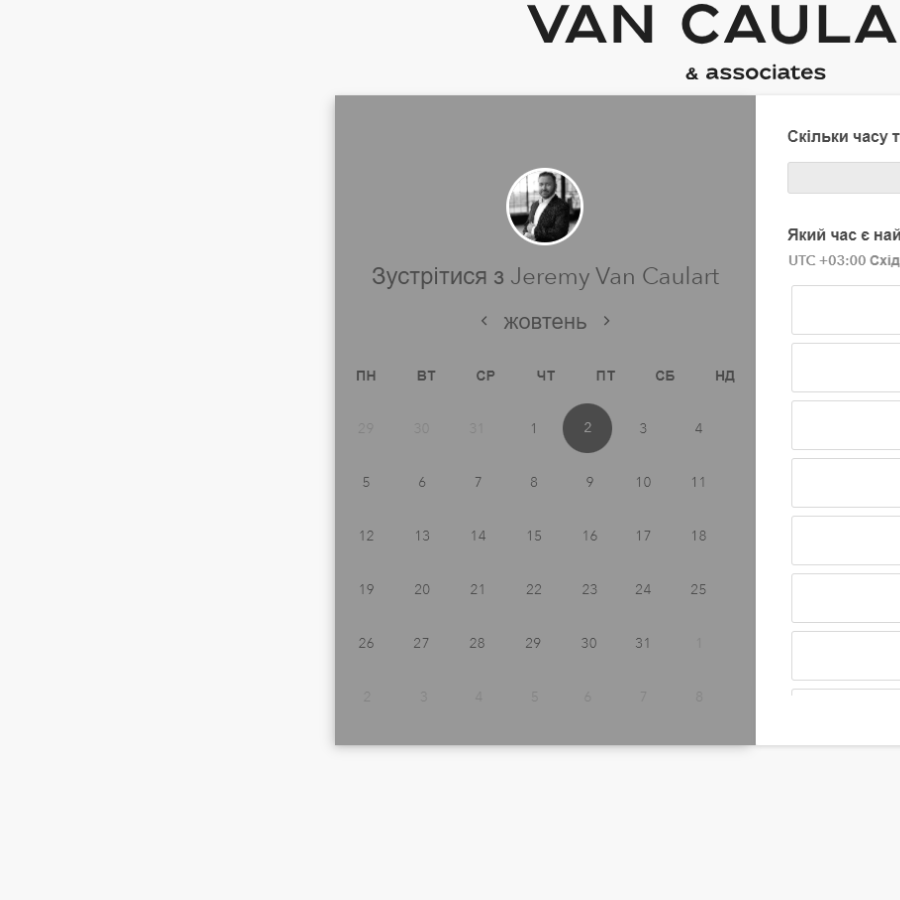 VAN CAULA
& associates
Скільки часу т
Зустрітися з Jeremy Van Caulart
жовтень
ПН ВТ СР ЧТ ПТ СБ НД
29 30 31 1 2 3 4
5 6 7 8 9 10 11
12 13 14 15 16 17 18
19 20 21 22 23 24 25
26 27 28 29 30 31 1
2 3 4 5 6 7 8
Який час є най
UTC +03:00 Схід